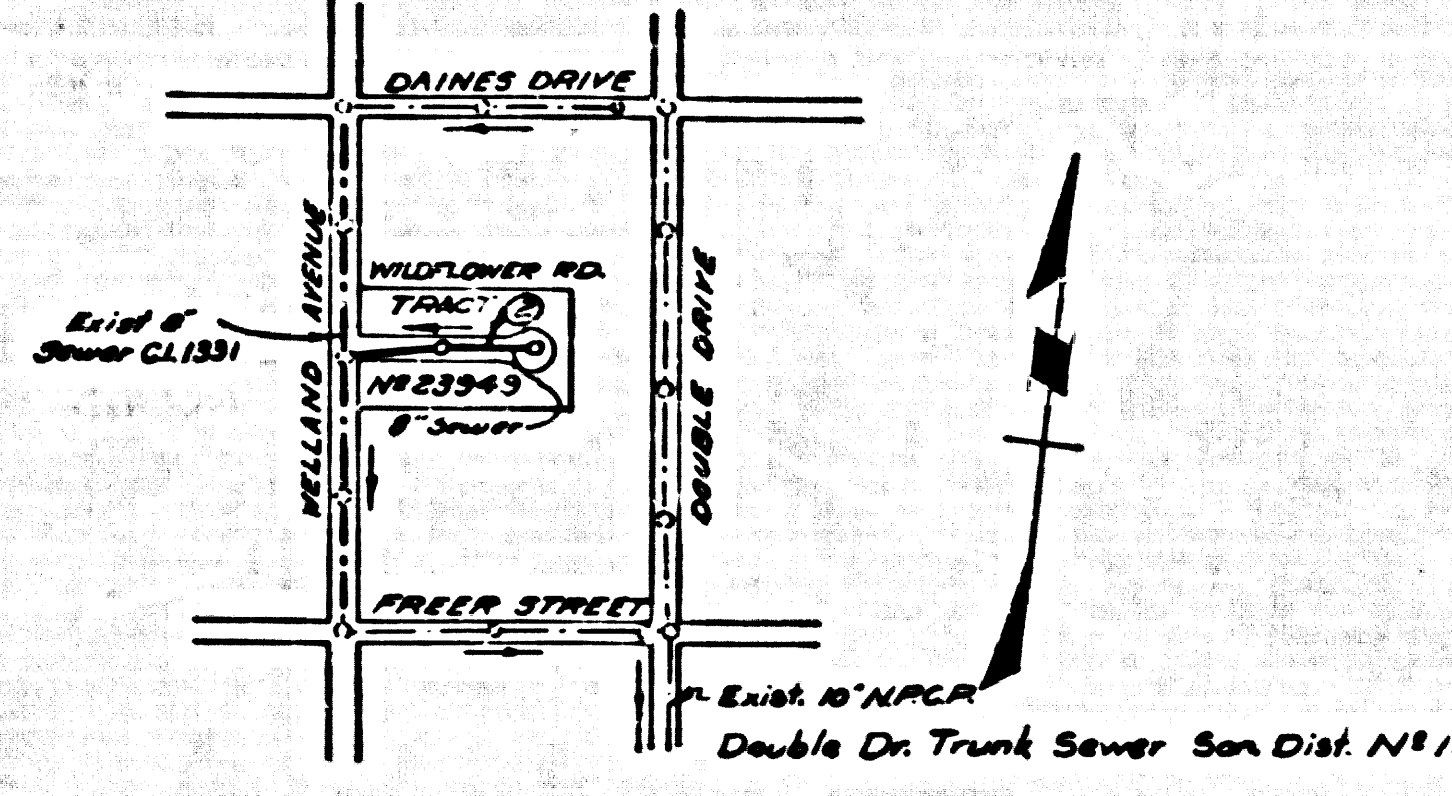 DAINES DRIVE
WELLAND AVENUE
WILDFLOWER RD.
TRACT 2
Exist 8"
Sewer C.I. 1331
Nº 23949
8" Sewer
DOUBLE DRIVE
FREER STREET
Exist. 10" N.R.C.P.
Double Dr. Trunk Sewer San Dist. Nº 1